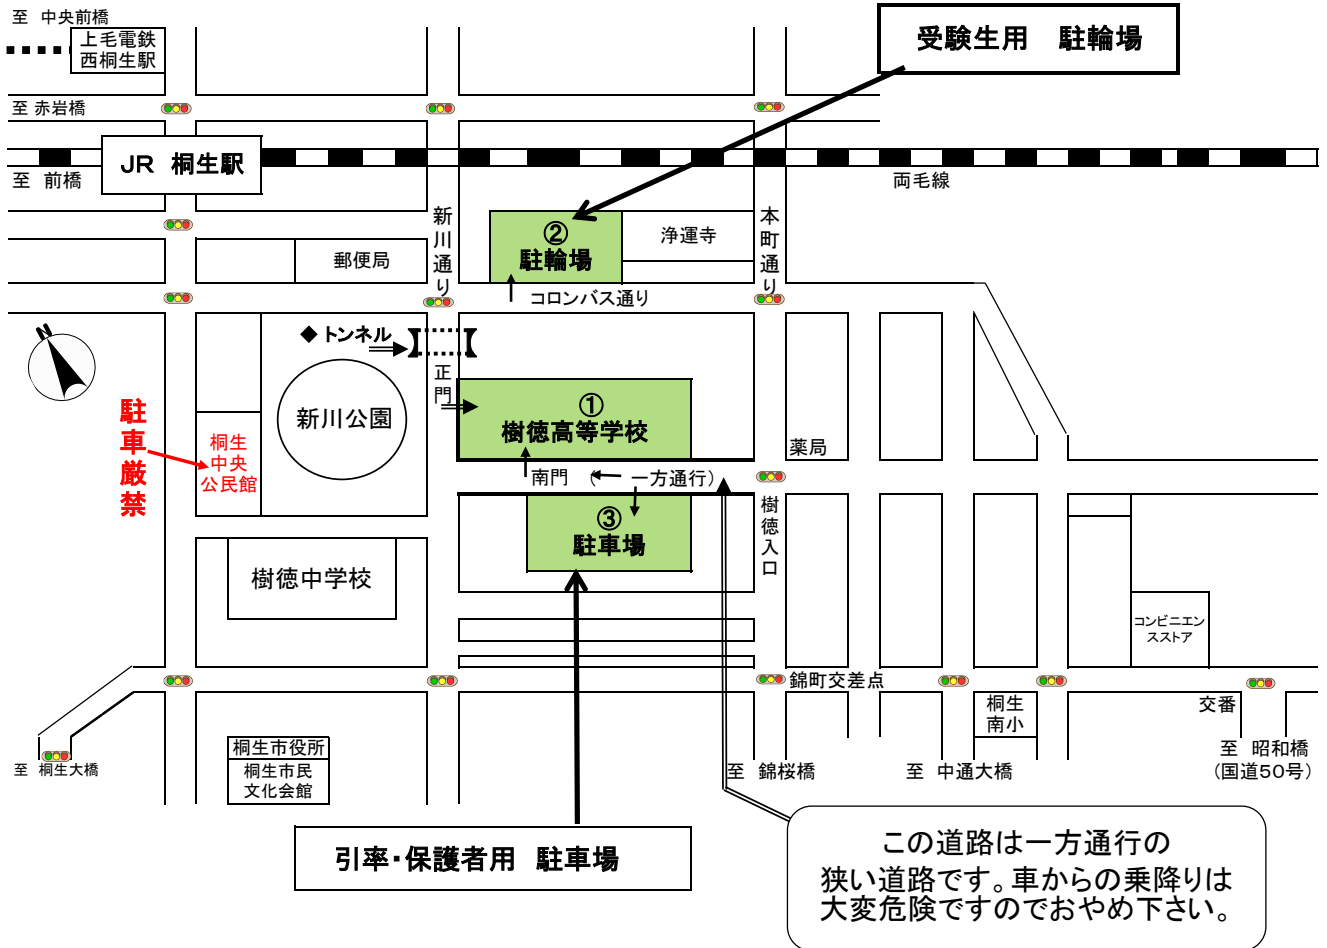 至 中央前橋
上毛電鉄
西桐生駅
受験生用 駐輪場
至 赤岩橋
JR 桐生駅
至 前橋
両毛線
新川通り
②
駐輪場
浄運寺
本町通り
郵便局
コロンバス通り
N
◆トンネル
正門
新川公園
①
樹徳高等学校
駐車厳禁
桐生
中央
公民館
薬局
南門 (← 一方通行)
③
駐車場
樹徳入口
樹徳中学校
コンビニエン
スストア
錦町交差点
桐生
南小
交番
桐生市役所
桐生市民
文化会館
至 桐生大橋
至 錦桜橋
至 中通大橋
至 昭和橋
(国道50号)
引率・保護者用 駐車場
この道路は一方通行の
狭い道路です。車からの乗降りは
大変危険ですのでおやめ下さい。